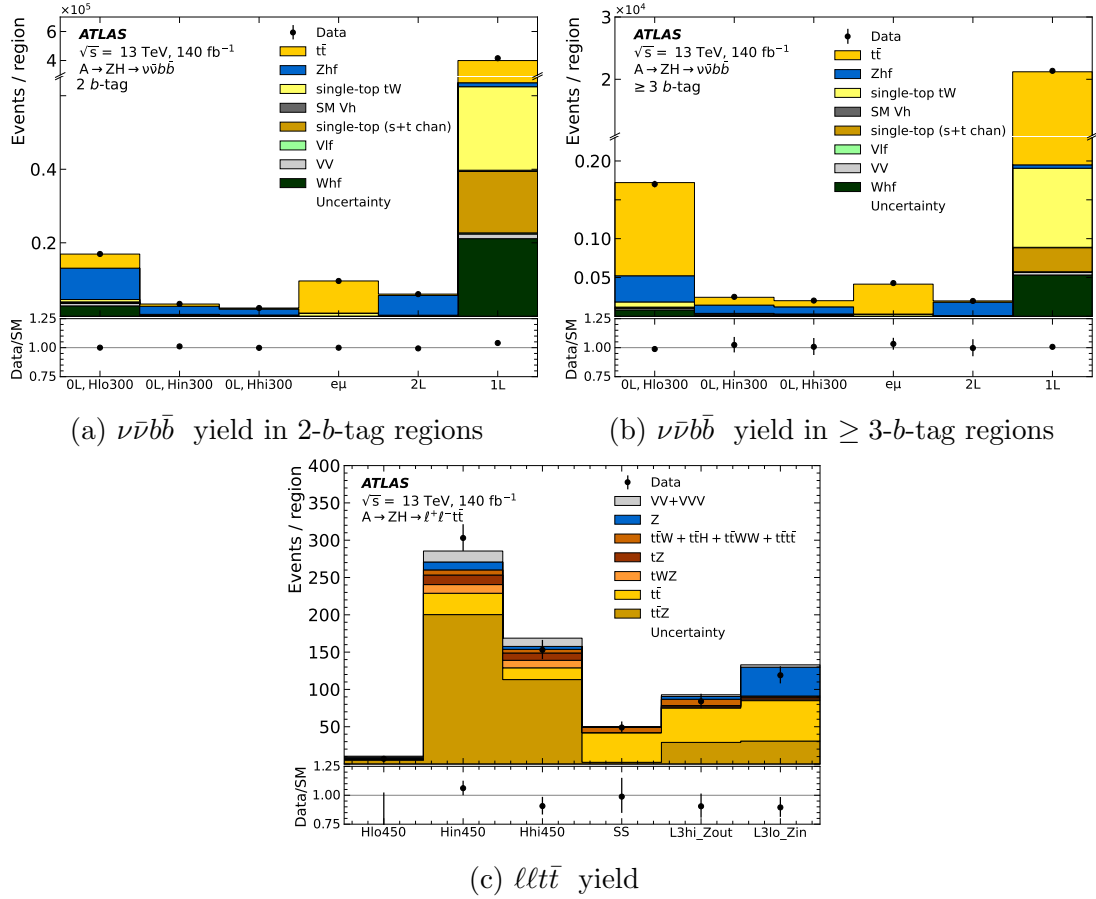 ×10⁵
6
4
0.4
0.2
Events / region
ATLAS
√s = 13 TeV, 140 fb⁻¹
A → ZH → νν̄bb̄
2 b-tag
Data
tt̄
Zhf
single-top tW
SM Vh
single-top (s+t chan)
Vlf
VV
Whf
Uncertainty
1.25
1.00
0.75
Data/SM
0L, Hlo300 0L, Hin300 0L, Hhi300 eμ 2L 1L
(a) νν̄bb̄ yield in 2-b-tag regions
3 ×10⁴
2
0.20
0.10
0.05
Events / region
ATLAS
√s = 13 TeV, 140 fb⁻¹
A → ZH → νν̄bb̄
≥ 3 b-tag
Data
tt̄
Zhf
single-top tW
SM Vh
single-top (s+t chan)
Vlf
VV
Whf
Uncertainty
1.25
1.00
0.75
Data/SM
0L, Hlo300 0L, Hin300 0L, Hhi300 eμ 2L 1L
(b) νν̄bb̄ yield in ≥ 3-b-tag regions
400
350
300
250
200
150
100
50
Events / region
ATLAS
√s = 13 TeV, 140 fb⁻¹
A → ZH → ℓ⁺ℓ⁻tt̄
Data
VV+VVV
Z
tt̄W + tt̄H + tt̄WW + tt̄tt̄
tZ
tWZ
tt̄
tt̄Z
Uncertainty
1.25
1.00
0.75
Data/SM
Hlo450 Hin450 Hhi450 SS L3hi_Zout L3lo_Zin
(c) ℓℓtt̄ yield